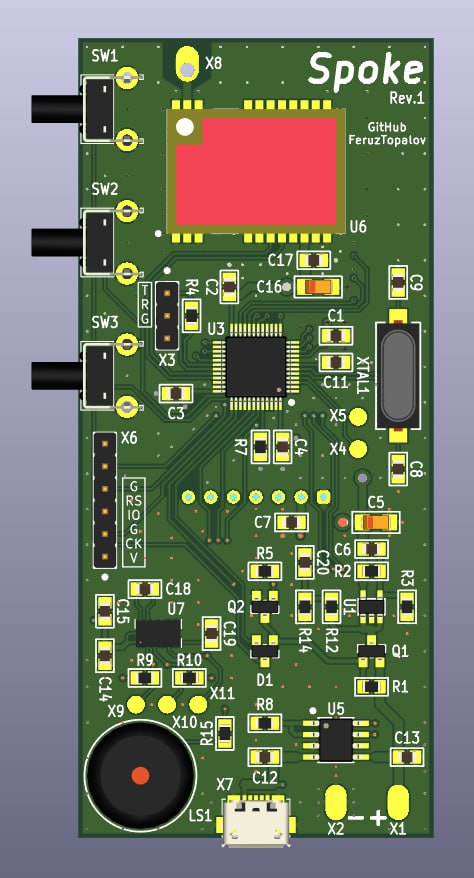 SW1
X8
Spoke
Rev.1
GitHub
FeruzTopalov
SW2
U6
C17
C16
C2
R4
C9
T
R
G
SW3
U3
C1
X3
C11
XTAL1
C3
X5
X4
X6
R7
C4
C8
G
RS
IO
G
CK
V
C7
C5
C6
R5
C20
R2
R3
C18
C15
U7
C19
Q2
R14
R12
U1
C14
R9
R10
D1
Q1
R1
X9
X10
X11
R15
R8
U5
C13
C12
LS1
X7
X2
− +
X1